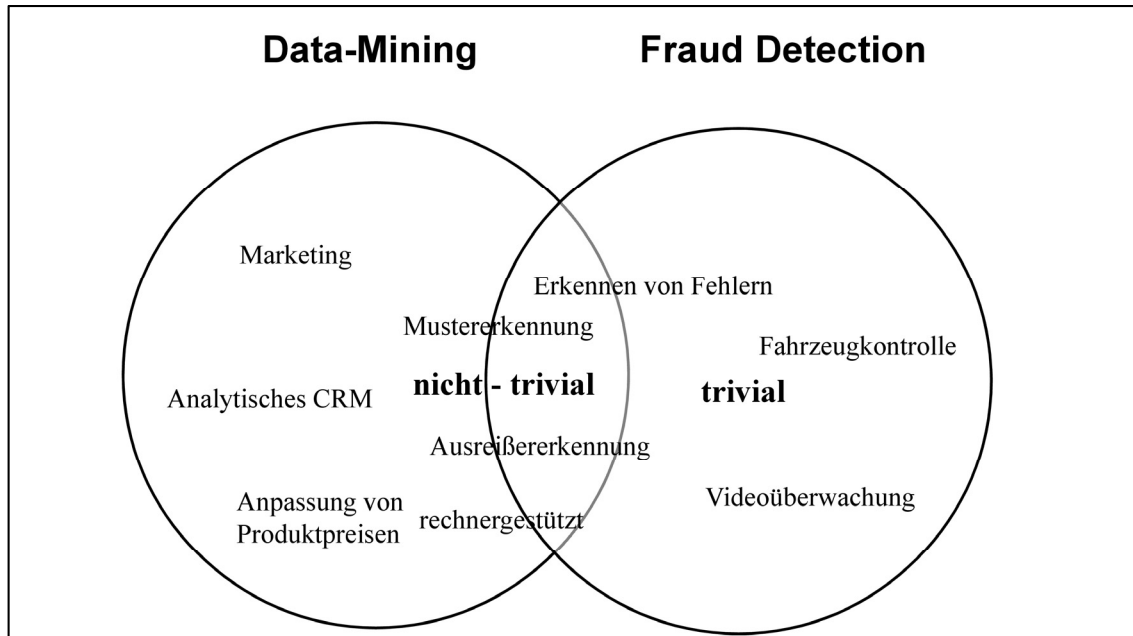 Data-Mining
Fraud Detection
Marketing
Erkennen von Fehlern
Mustererkennung
Fahrzeugkontrolle
nicht - trivial
trivial
Analytisches CRM
Ausreißererkennung
Videoüberwachung
Anpassung von
Produktpreisen
rechnergestützt